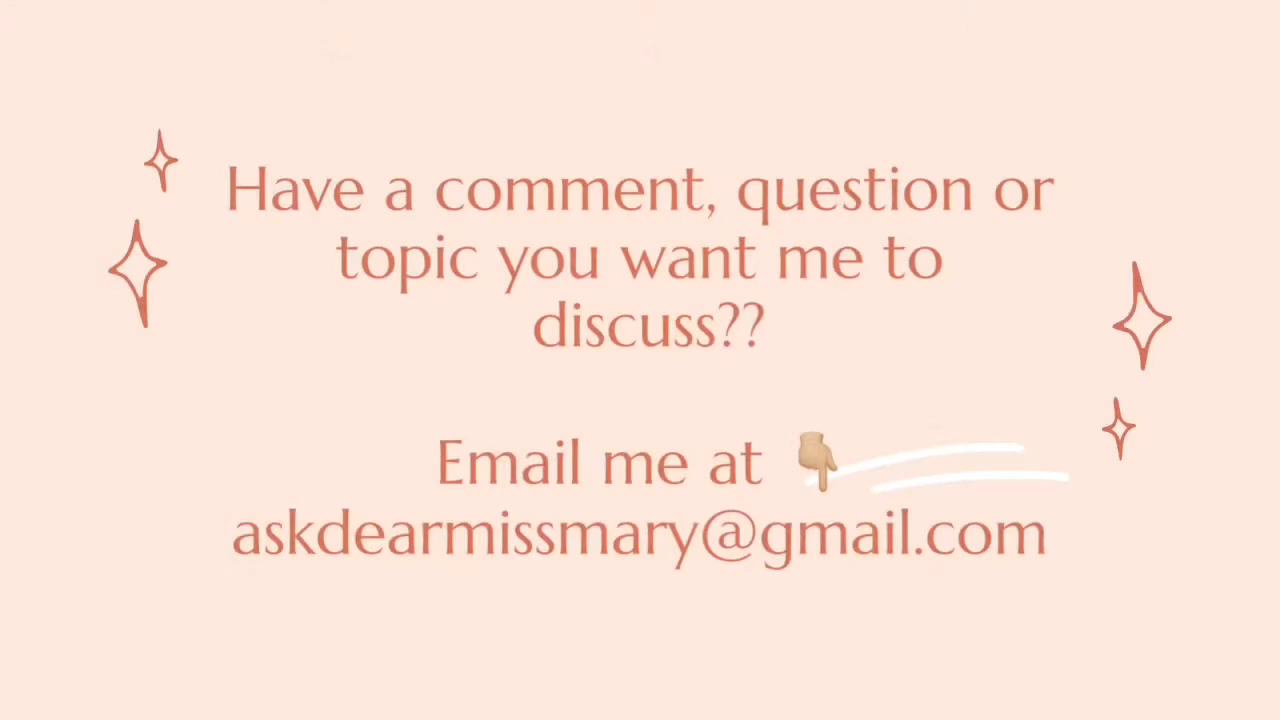 Have a comment, question or
topic you want me to
discuss??
Email me at 👇🏼
askdearmissmary@gmail.com